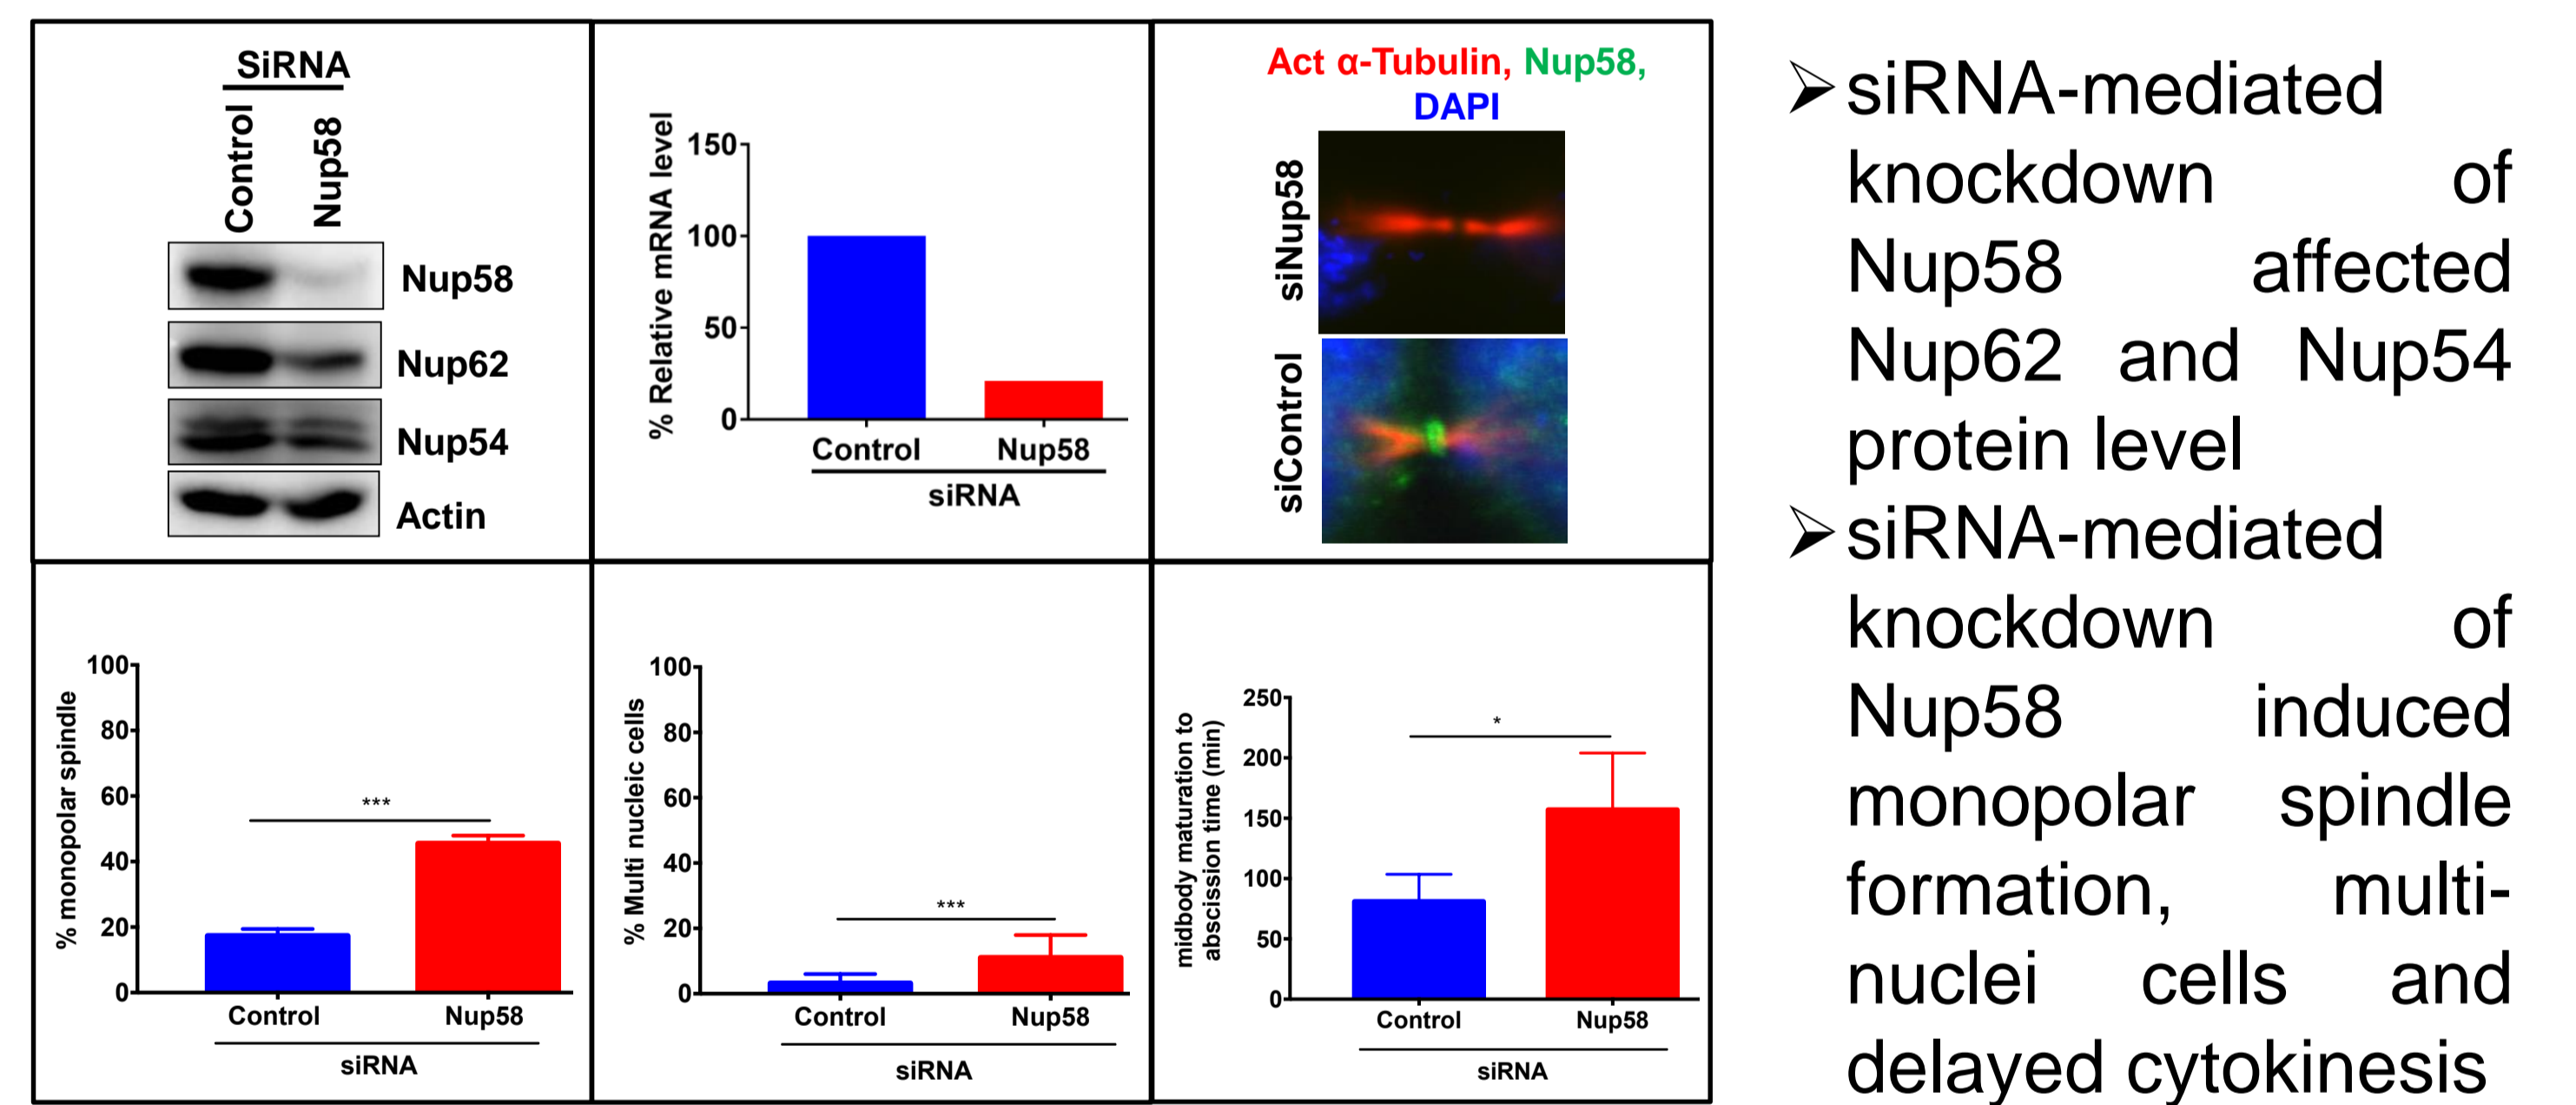 SiRNA
Control
Nup58
Nup58
Nup62
Nup54
Actin
% Relative mRNA level
150
100
50
0
Control Nup58
siRNA
Act α-Tubulin, Nup58,
DAPI
siNup58
siControl
% monopolar spindle
100
80
60
40
20
0
***
Control Nup58
siRNA
% Multi nucleic cells
100
80
60
40
20
0
***
Control Nup58
siRNA
midbody maturation to
abscission time (min)
250
200
150
100
50
0
*
Control Nup58
siRNA
➢siRNA-mediated
knockdown of
Nup58 affected
Nup62 and Nup54
protein level
➢siRNA-mediated
knockdown of
Nup58 induced
monopolar spindle
formation, multi-
nuclei cells and
delayed cytokinesis